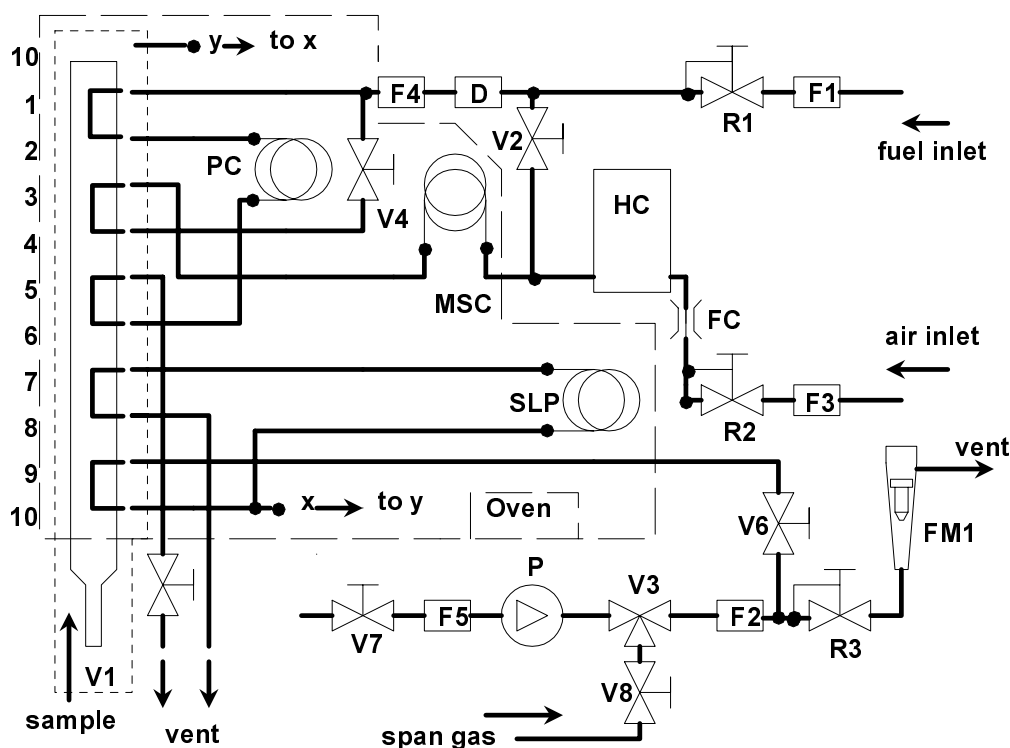 y to x
10
F4
D
F1
1
R1
V2
fuel inlet
2
PC
3
HC
V4
4
5
MSC
FC
6
air inlet
7
SLP
F3
8
R2
vent
9
x to y
10
Oven
V6
FM1
P
V3
F5
F2
V7
R3
V1
V8
sample
vent
span gas